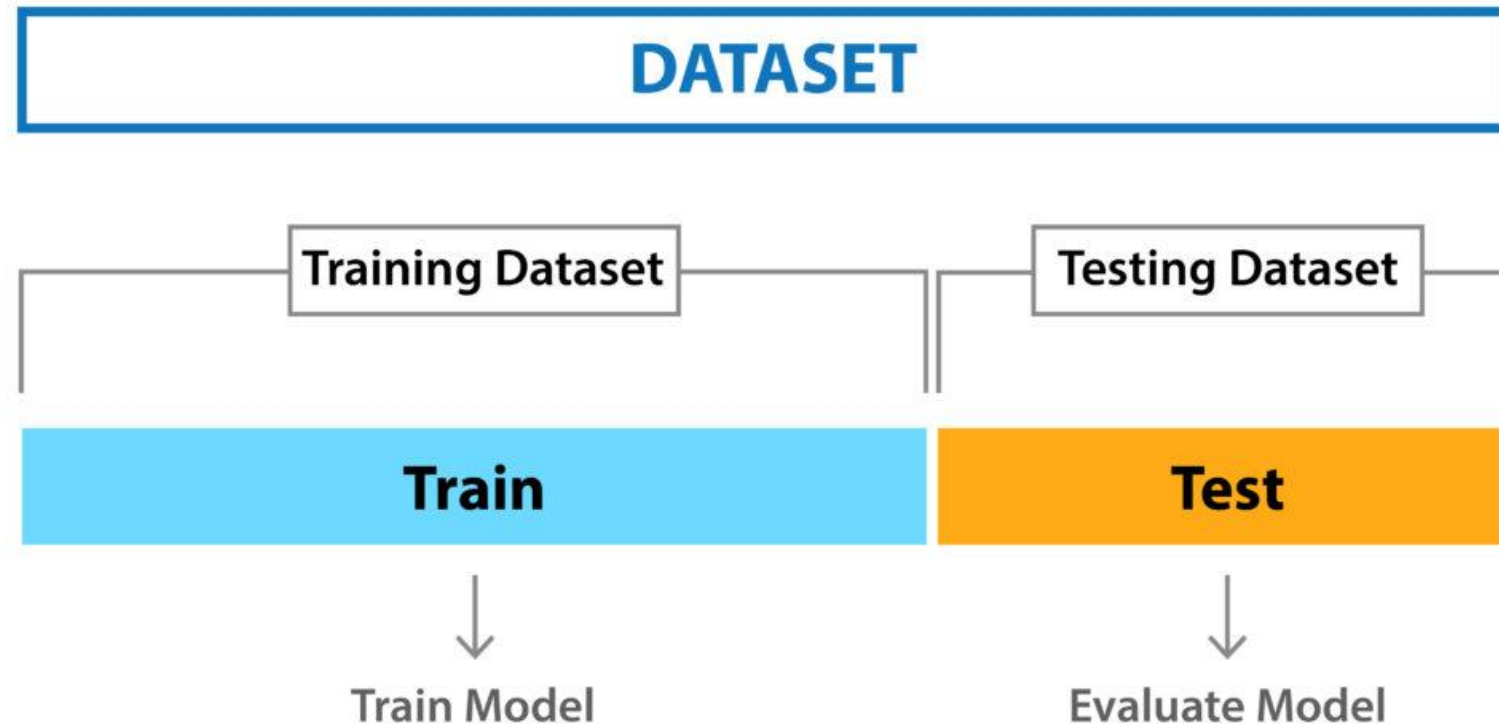 DATASET
Training Dataset
Testing Dataset
Train
Test
Train Model
Evaluate Model